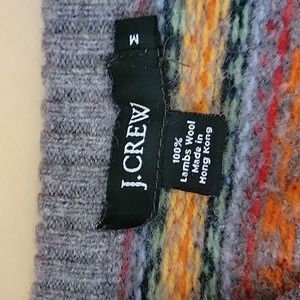 M
J.CREW
100%
Lambs Wool
Made in
Hong Kong